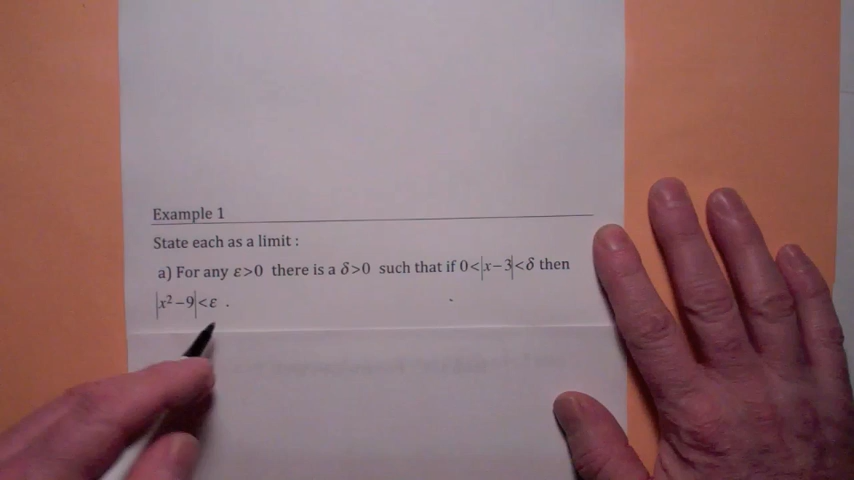 Example 1
State each as a limit :
a) For any ε>0 there is a δ>0 such that if 0<|x−3|<δ then
|x²−9|<ε .